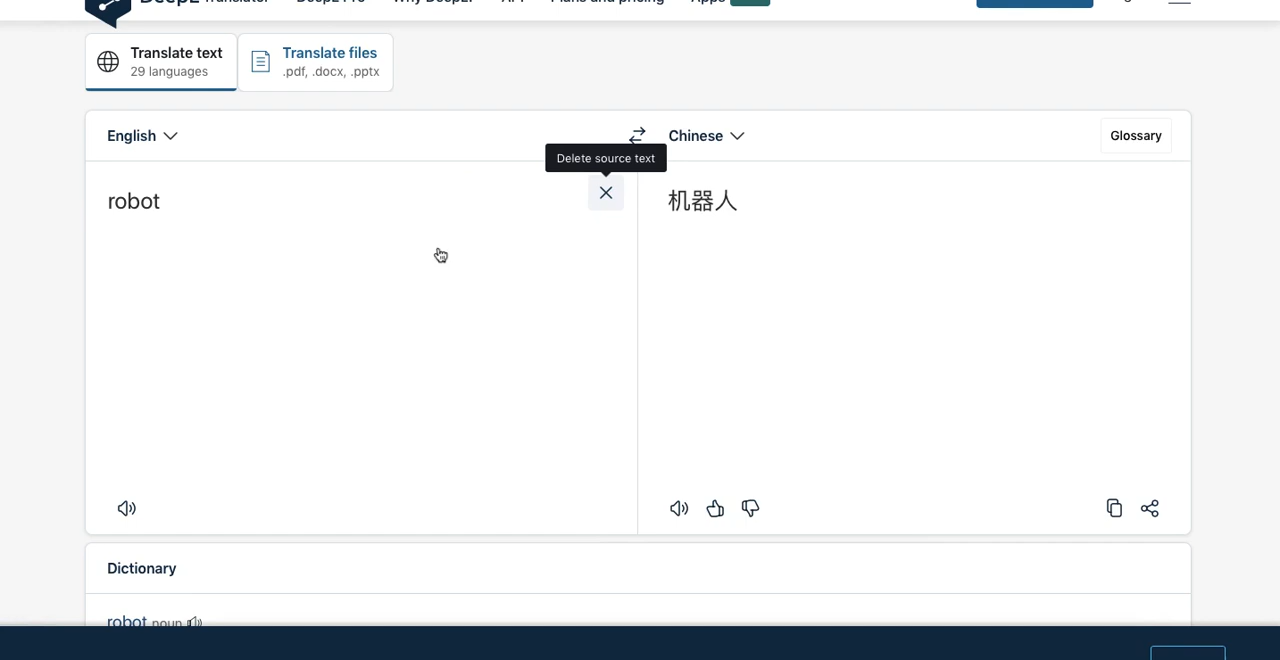 Translate text
29 languages
Translate files
.pdf, .docx, .pptx
English
Chinese
Glossary
Delete source text
robot
机器人
Dictionary
robot noun